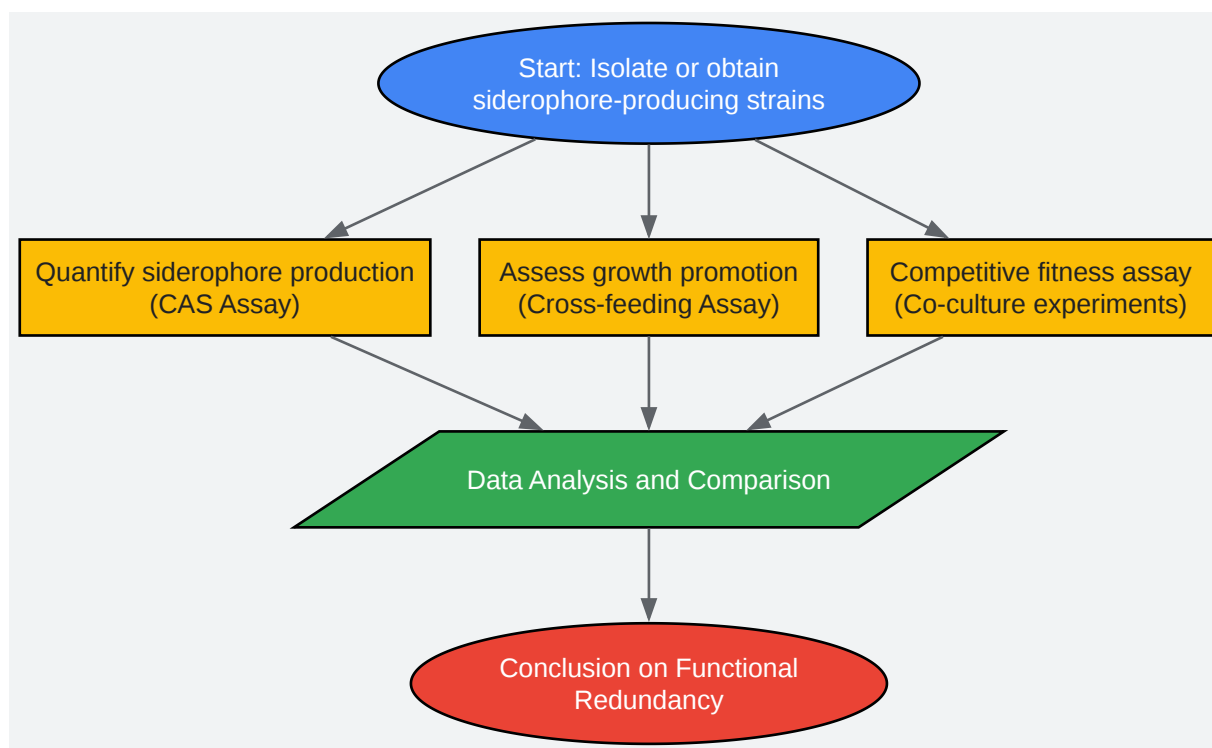 Start: Isolate or obtain
siderophore-producing strains
Quantify siderophore production
(CAS Assay)
Assess growth promotion
(Cross-feeding Assay)
Competitive fitness assay
(Co-culture experiments)
Data Analysis and Comparison
Conclusion on Functional
Redundancy